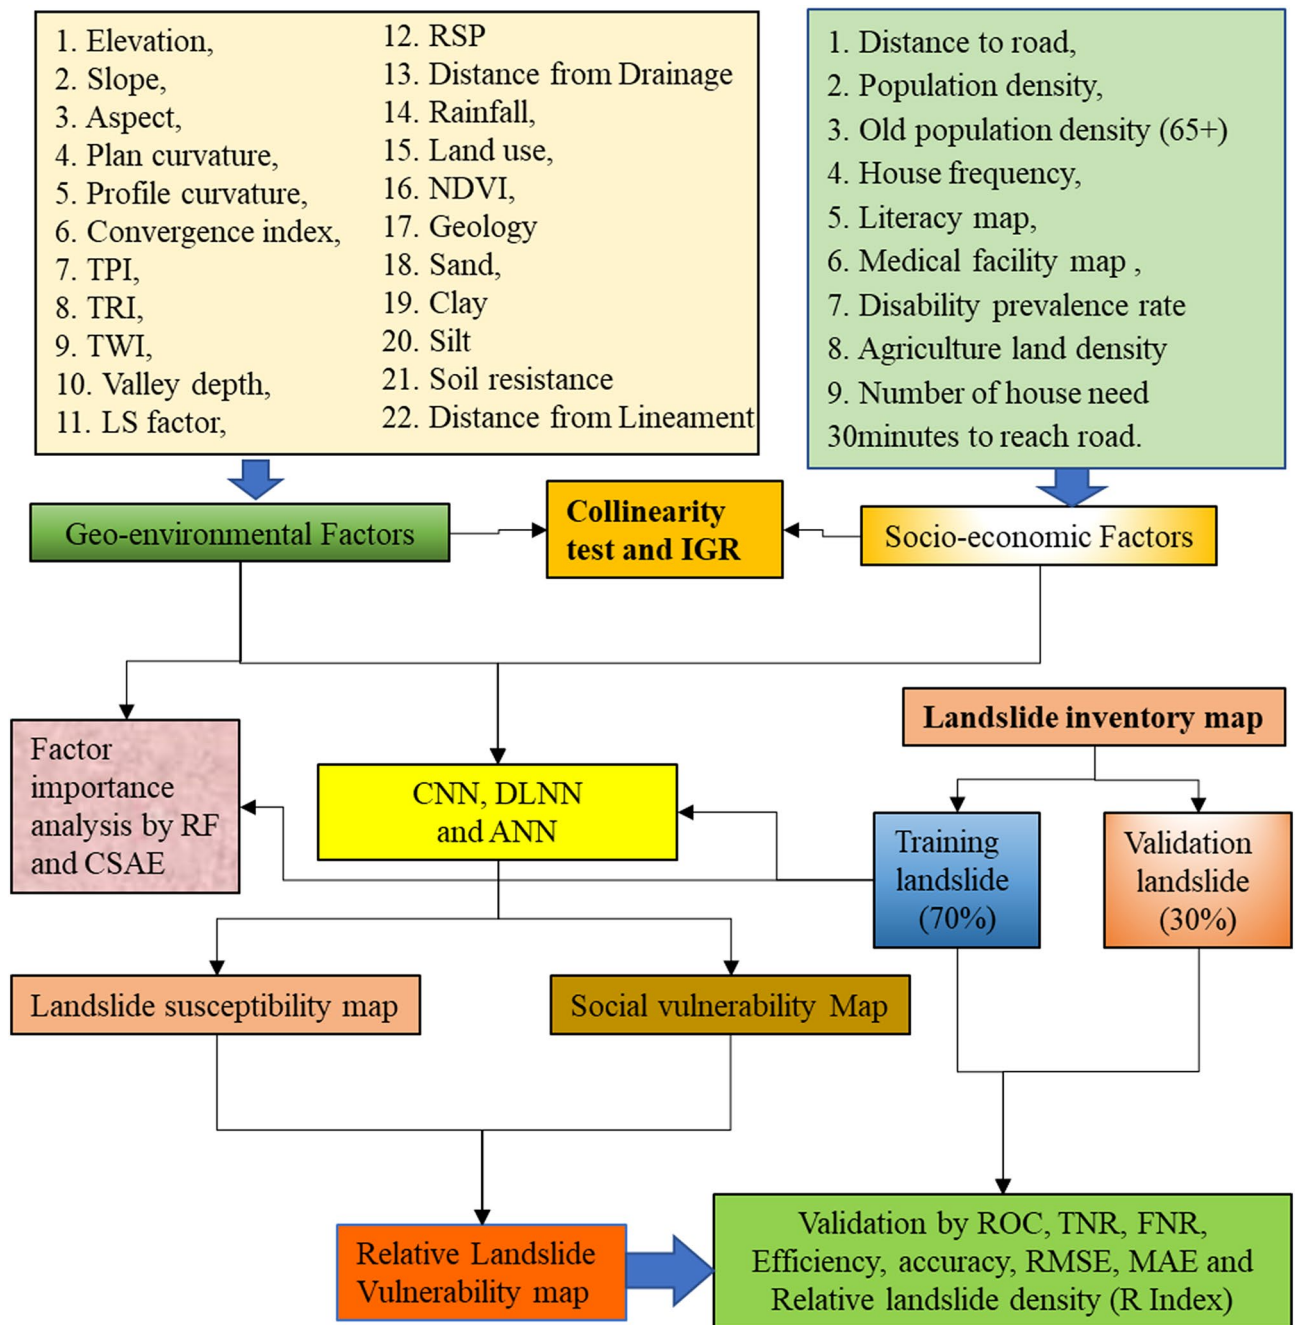 1. Elevation,
2. Slope,
3. Aspect,
4. Plan curvature,
5. Profile curvature,
6. Convergence index,
7. TPI,
8. TRI,
9. TWI,
10. Valley depth,
11. LS factor,
12. RSP
13. Distance from Drainage
14. Rainfall,
15. Land use,
16. NDVI,
17. Geology
18. Sand,
19. Clay
20. Silt
21. Soil resistance
22. Distance from Lineament
1. Distance to road,
2. Population density,
3. Old population density (65+)
4. House frequency,
5. Literacy map,
6. Medical facility map ,
7. Disability prevalence rate
8. Agriculture land density
9. Number of house need
30minutes to reach road.
Geo-environmental Factors
Collinearity
test and IGR
Socio-economic Factors
Landslide inventory map
Factor
importance
analysis by RF
and CSAE
CNN, DLNN
and ANN
Training
landslide
(70%)
Validation
landslide
(30%)
Landslide susceptibility map
Social vulnerability Map
Relative Landslide
Vulnerability map
Validation by ROC, TNR, FNR,
Efficiency, accuracy, RMSE, MAE and
Relative landslide density (R Index)